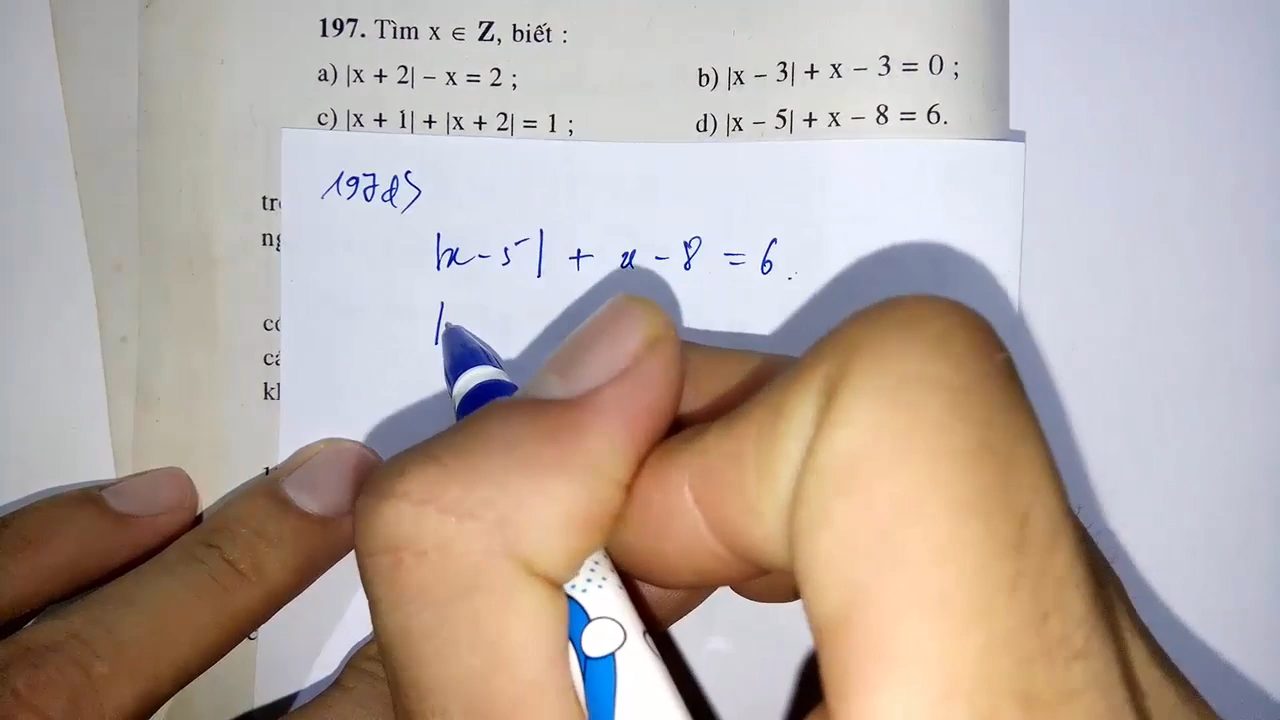 197. Tìm x ∈ Z, biết :
a) |x + 2| − x = 2 ; b) |x − 3| + x − 3 = 0 ;
c) |x + 1| + |x + 2| = 1 ; d) |x − 5| + x − 8 = 6.
197d)
|x - 5| + x - 8 = 6.
|